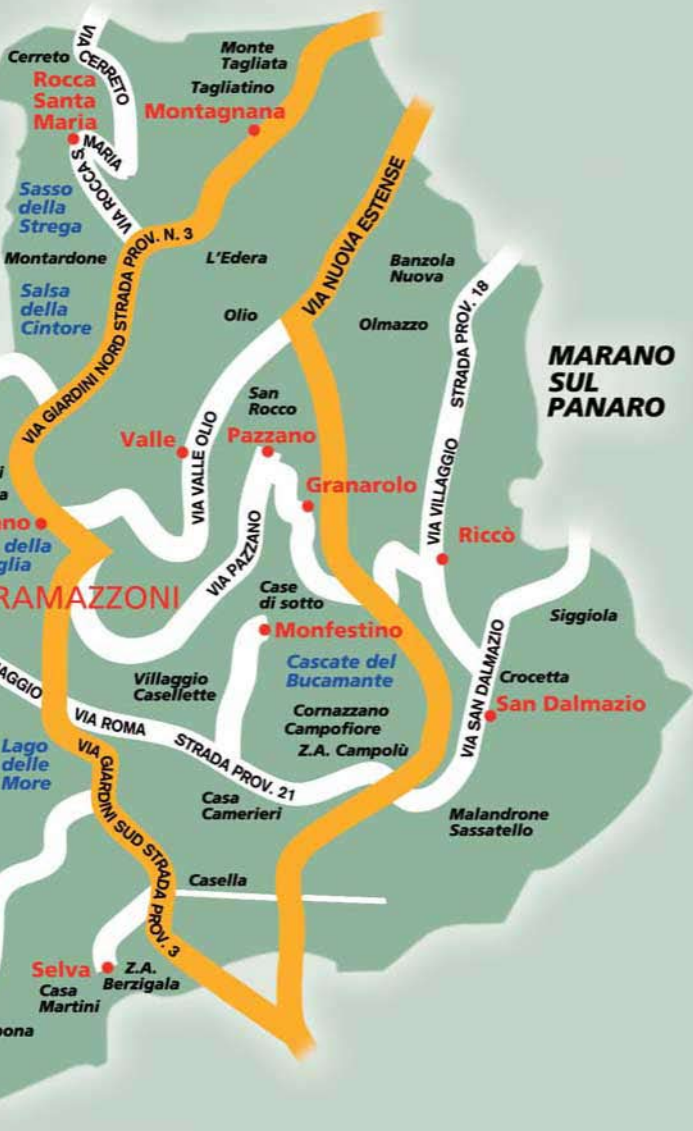 VIA CERRETO
Cerreto
Monte
Tagliata
Tagliatino
Rocca
Santa
Maria
Montagnana
VIA ROCCA S. MARIA
Sasso
della
Strega
VIA NUOVA ESTENSE
Montardone
L'Edera
Banzola
Nuova
VIA GIARDINI NORD STRADA PROV. N. 3
Salsa
della
Cintore
Olio
Olmazzo
VIA VILLAGGIO STRADA PROV. 18
MARANO
SUL
PANARO
San
Rocco
Valle
VIA VALLE OLIO
Pazzano
Granarolo
VIA PAZZANO
Riccò
della
RAMAZZONI
Case
di sotto
Siggiola
Monfestino
Cascate del
Bucamante
Villaggio
Casellette
Crocetta
VIA SAN DALMAZIO
San Dalmazio
Cornazzano
Campofiore
Z.A. Campolù
VIA ROMA STRADA PROV. 21
Lago
delle
More
VIA GIARDINI SUD STRADA PROV. 3
Casa
Camerieri
Malandrone
Sassatello
Casella
Selva
Z.A.
Berzigala
Casa
Martini